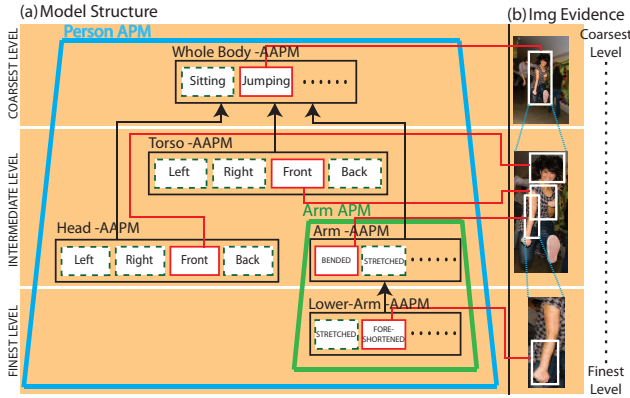 (a) Model Structure
(b) Img Evidence
Person APM
COARSEST LEVEL
Whole Body -AAPM
Sitting
Jumping
......
Coarsest
Level
INTERMEDIATE LEVEL
Torso -AAPM
Left
Right
Front
Back
Arm APM
Head -AAPM
Left
Right
Front
Back
Arm -AAPM
BENDED
STRETCHED
......
FINEST LEVEL
Lower-Arm -AAPM
STRETCHED
FORE-
SHORTENED
......
Finest
Level